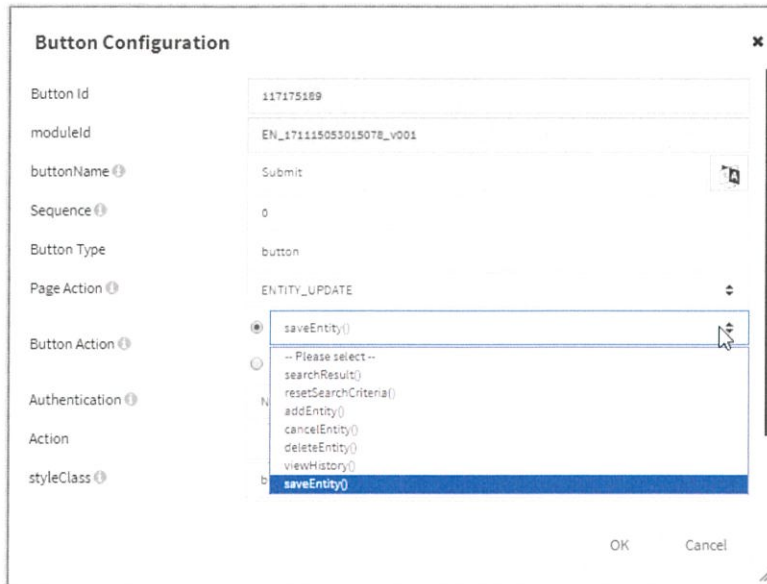 Button Configuration
Button Id 117175189
moduleId EN_171115053015078_v001
buttonName Submit
Sequence 0
Button Type button
Page Action ENTITY_UPDATE
Button Action saveEntity()
-- Please select --
searchResult()
resetSearchCriteria()
Authentication N
addEntity()
cancelEntity()
Action
deleteEntity()
viewHistory()
styleClass b
saveEntity()
OK Cancel